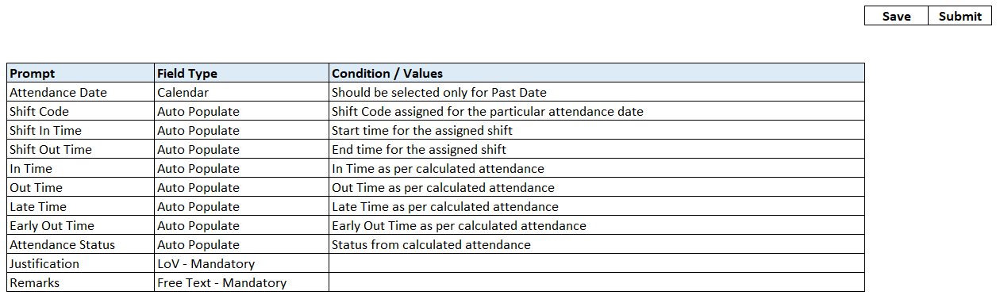 Save Submit
Prompt Field Type Condition / Values
Attendance Date Calendar Should be selected only for Past Date
Shift Code Auto Populate Shift Code assigned for the particular attendance date
Shift In Time Auto Populate Start time for the assigned shift
Shift Out Time Auto Populate End time for the assigned shift
In Time Auto Populate In Time as per calculated attendance
Out Time Auto Populate Out Time as per calculated attendance
Late Time Auto Populate Late Time as per calculated attendance
Early Out Time Auto Populate Early Out Time as per calculated attendance
Attendance Status Auto Populate Status from calculated attendance
Justification LoV - Mandatory
Remarks Free Text - Mandatory